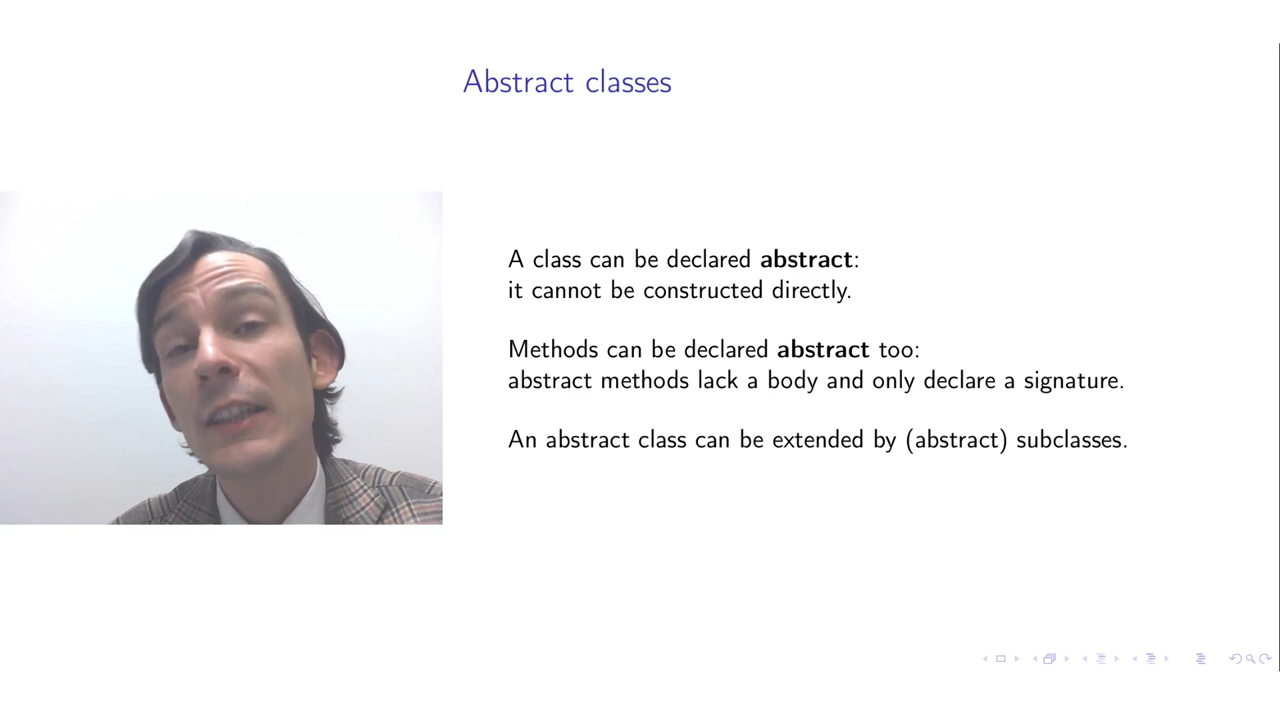 Abstract classes
A class can be declared abstract:
it cannot be constructed directly.
Methods can be declared abstract too:
abstract methods lack a body and only declare a signature.
An abstract class can be extended by (abstract) subclasses.